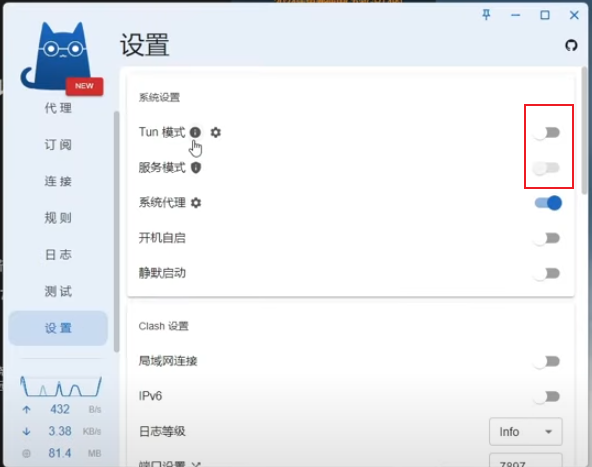 设置
NEW
代理
订阅
连接
规则
日志
测试
设置
432 B/s
3.38 KB/s
81.4 MB
系统设置
Tun 模式
服务模式
系统代理
开机自启
静默启动
Clash 设置
局域网连接
IPv6
日志等级
Info
端口设置
7897